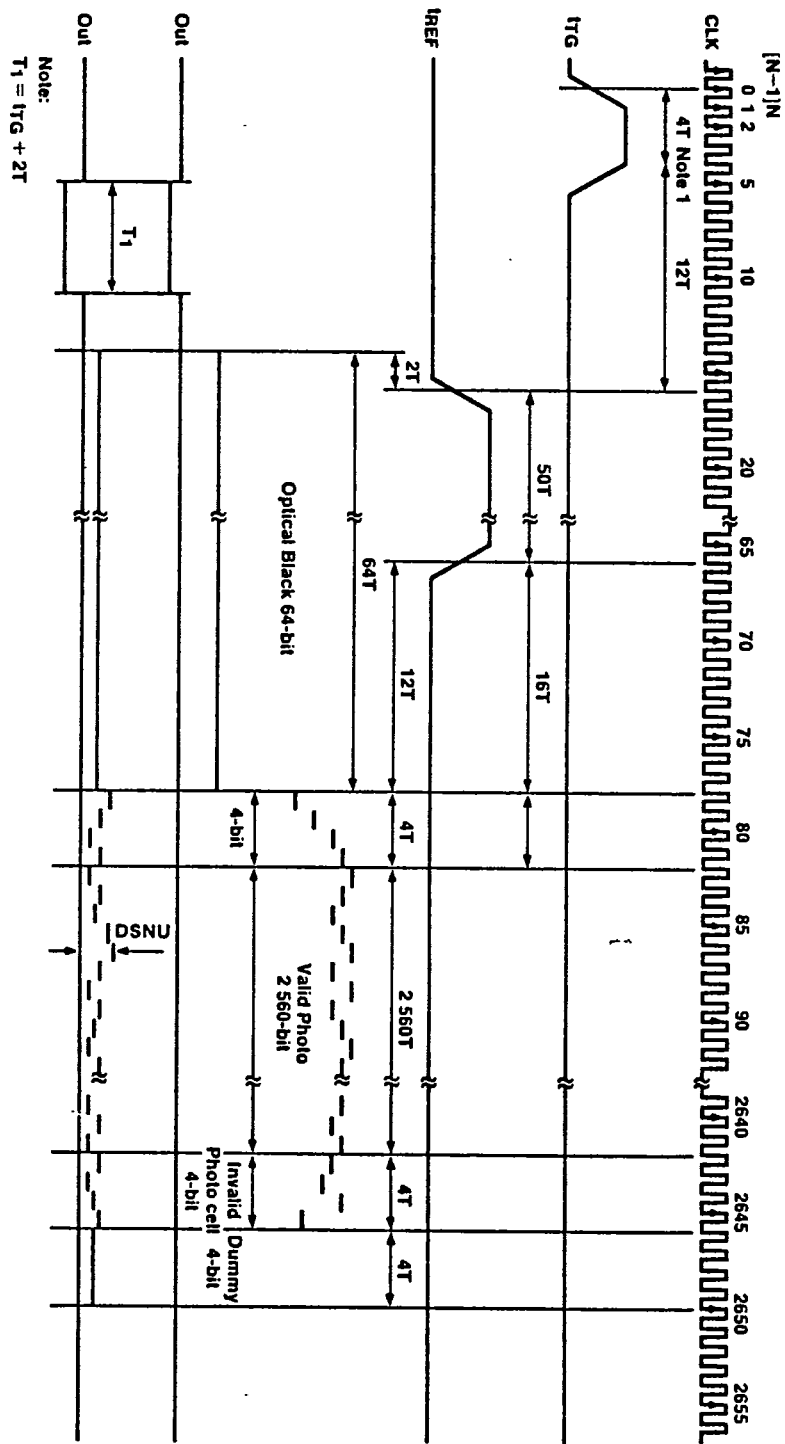 [N−1]N
0 1 2 5 10 20 65 70 75 80 85 90 2640 2645 2650 2655
CLK
4T Note 1 12T
tTG
50T 16T
tREF
2T 12T 4T 2 560T 4T 4T
64T
Optical Black 64-bit
4-bit
Valid Photo
2 560-bit
Invalid
Photo cell
4-bit
Dummy
4-bit
Out
T1
DSNU
Out
Note:
T1 = tTG + 2T